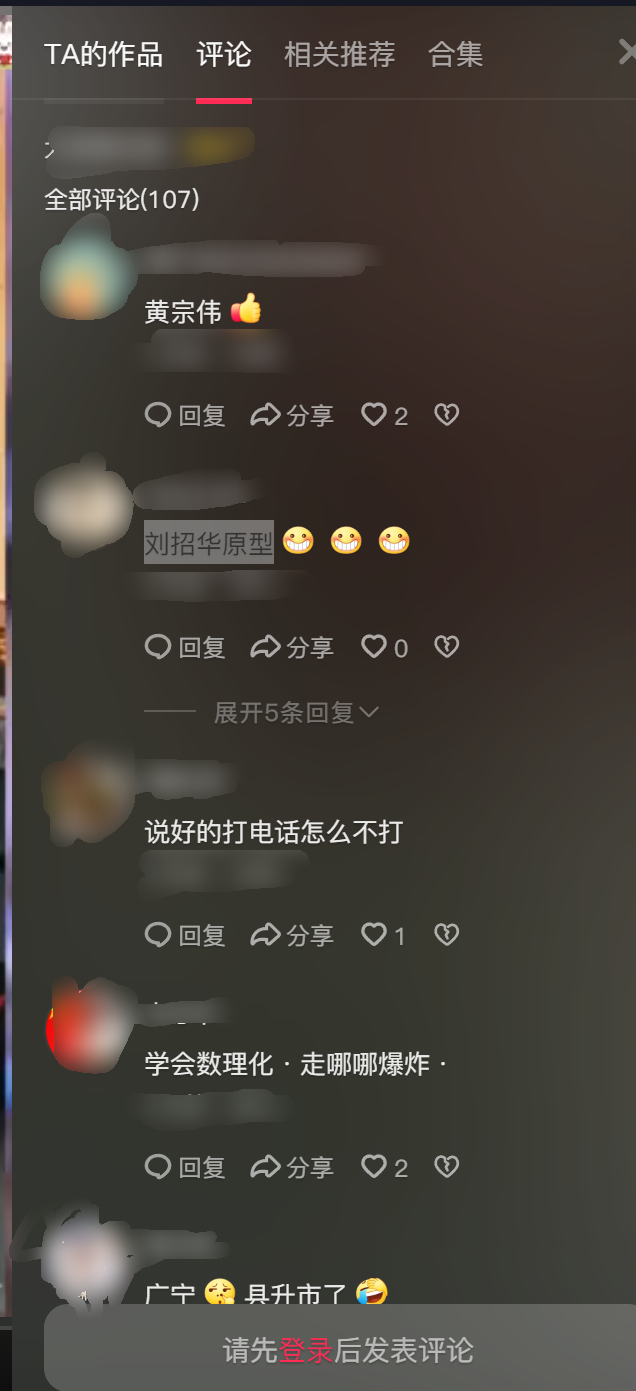 TA的作品 评论 相关推荐 合集
全部评论(107)
黄宗伟 👍
回复 分享 2
刘招华原型 😁 😁 😁
回复 分享 0
展开5条回复
说好的打电话怎么不打
回复 分享 1
学会数理化 · 走哪哪爆炸 ·
回复 分享 2
广宁 😤 县升市了 🤣
请先登录后发表评论